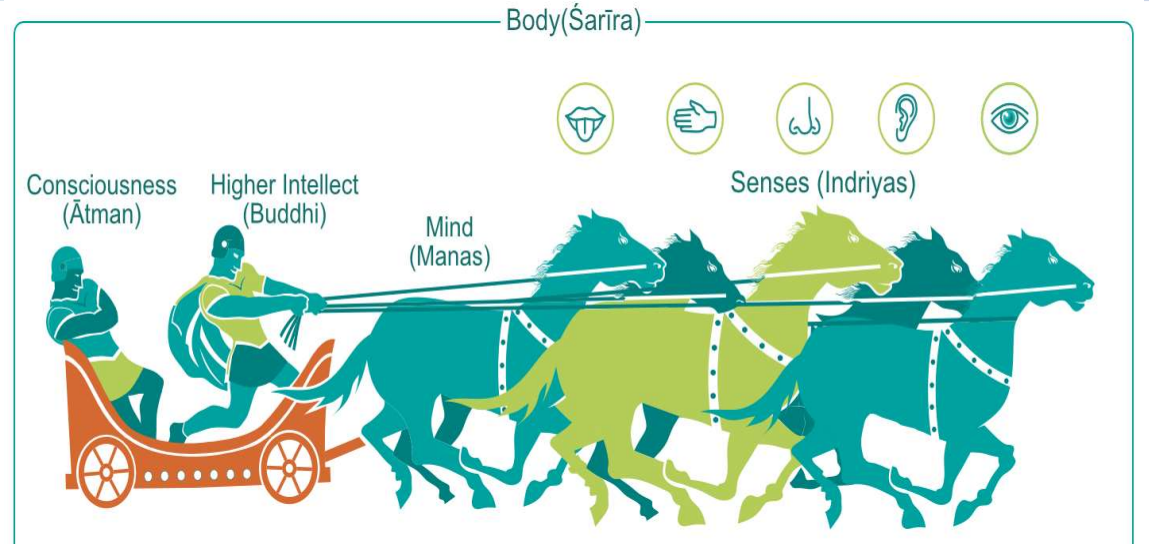 Body(Śarīra)
Consciousness
(Ātman)
Higher Intellect
(Buddhi)
Mind
(Manas)
Senses (Indriyas)